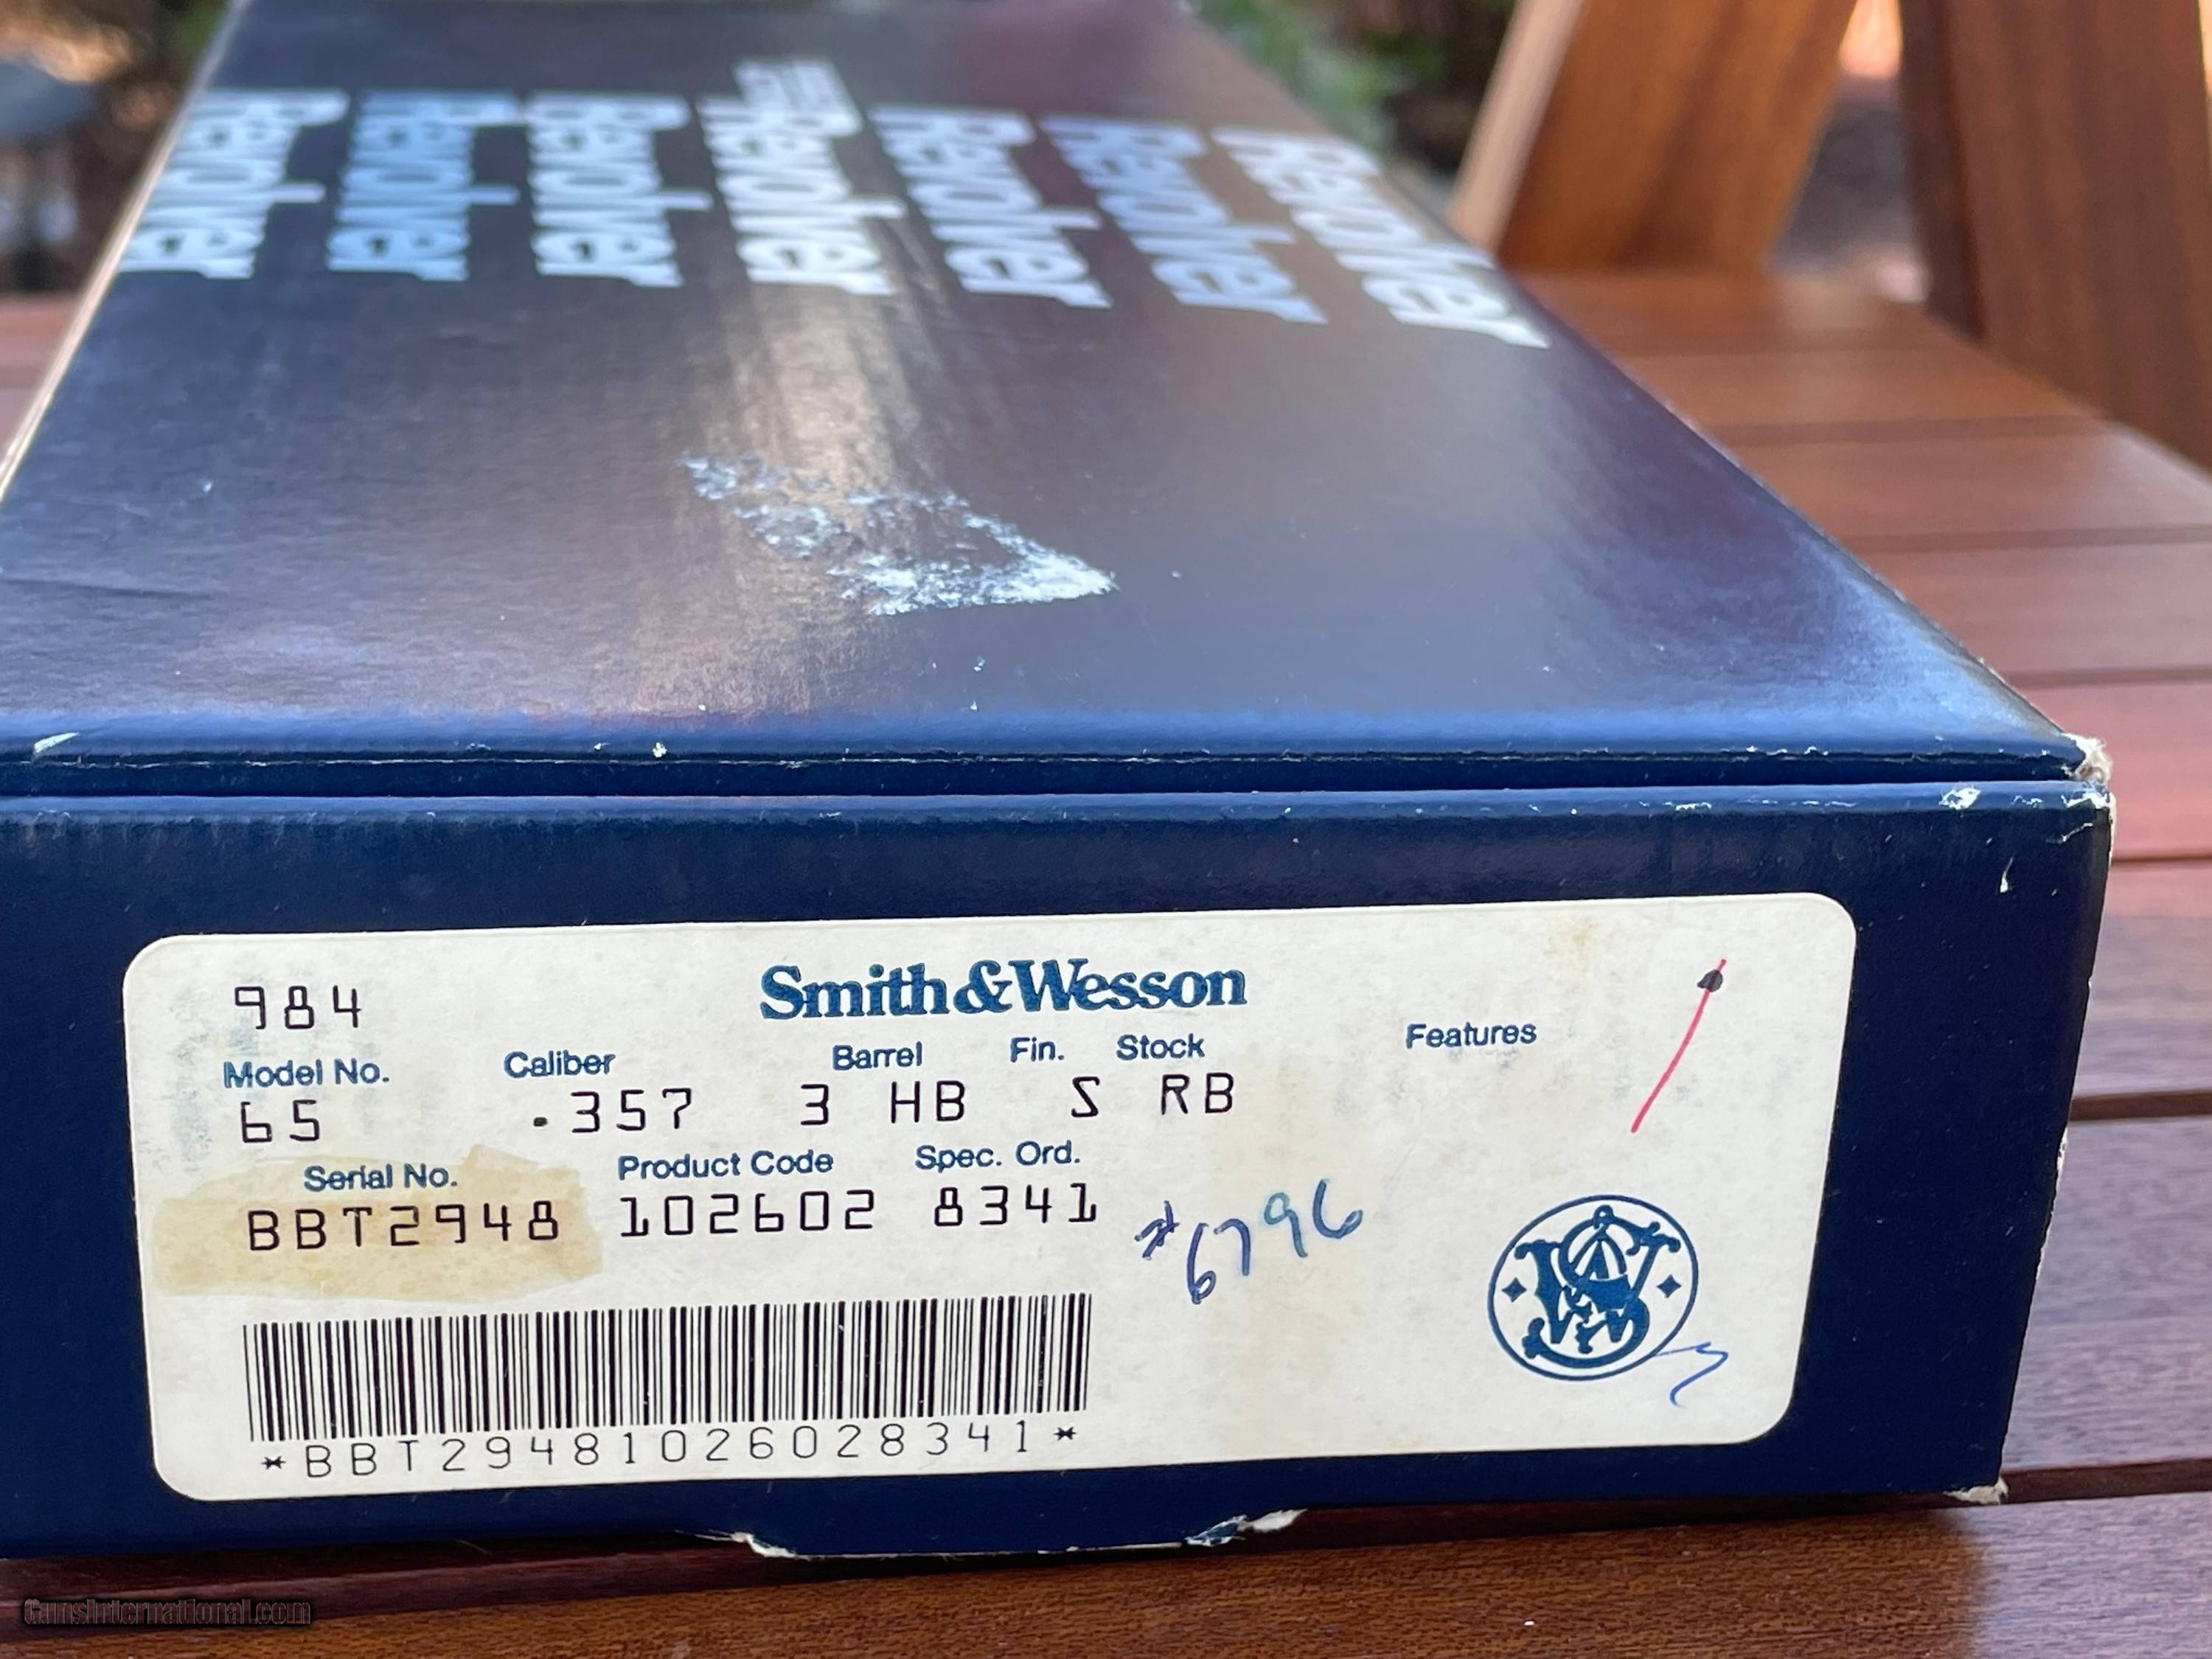 Revolver Revolver Revolver Revolver Revolver Revolver Revolver
984
Smith & Wesson
Model No. Caliber Barrel Fin. Stock Features
65 .357 3 HB S RB
Serial No. Product Code Spec. Ord.
BBT2948 102602 8341
#6796
*BBT29481026028341*
GunsInternational.com